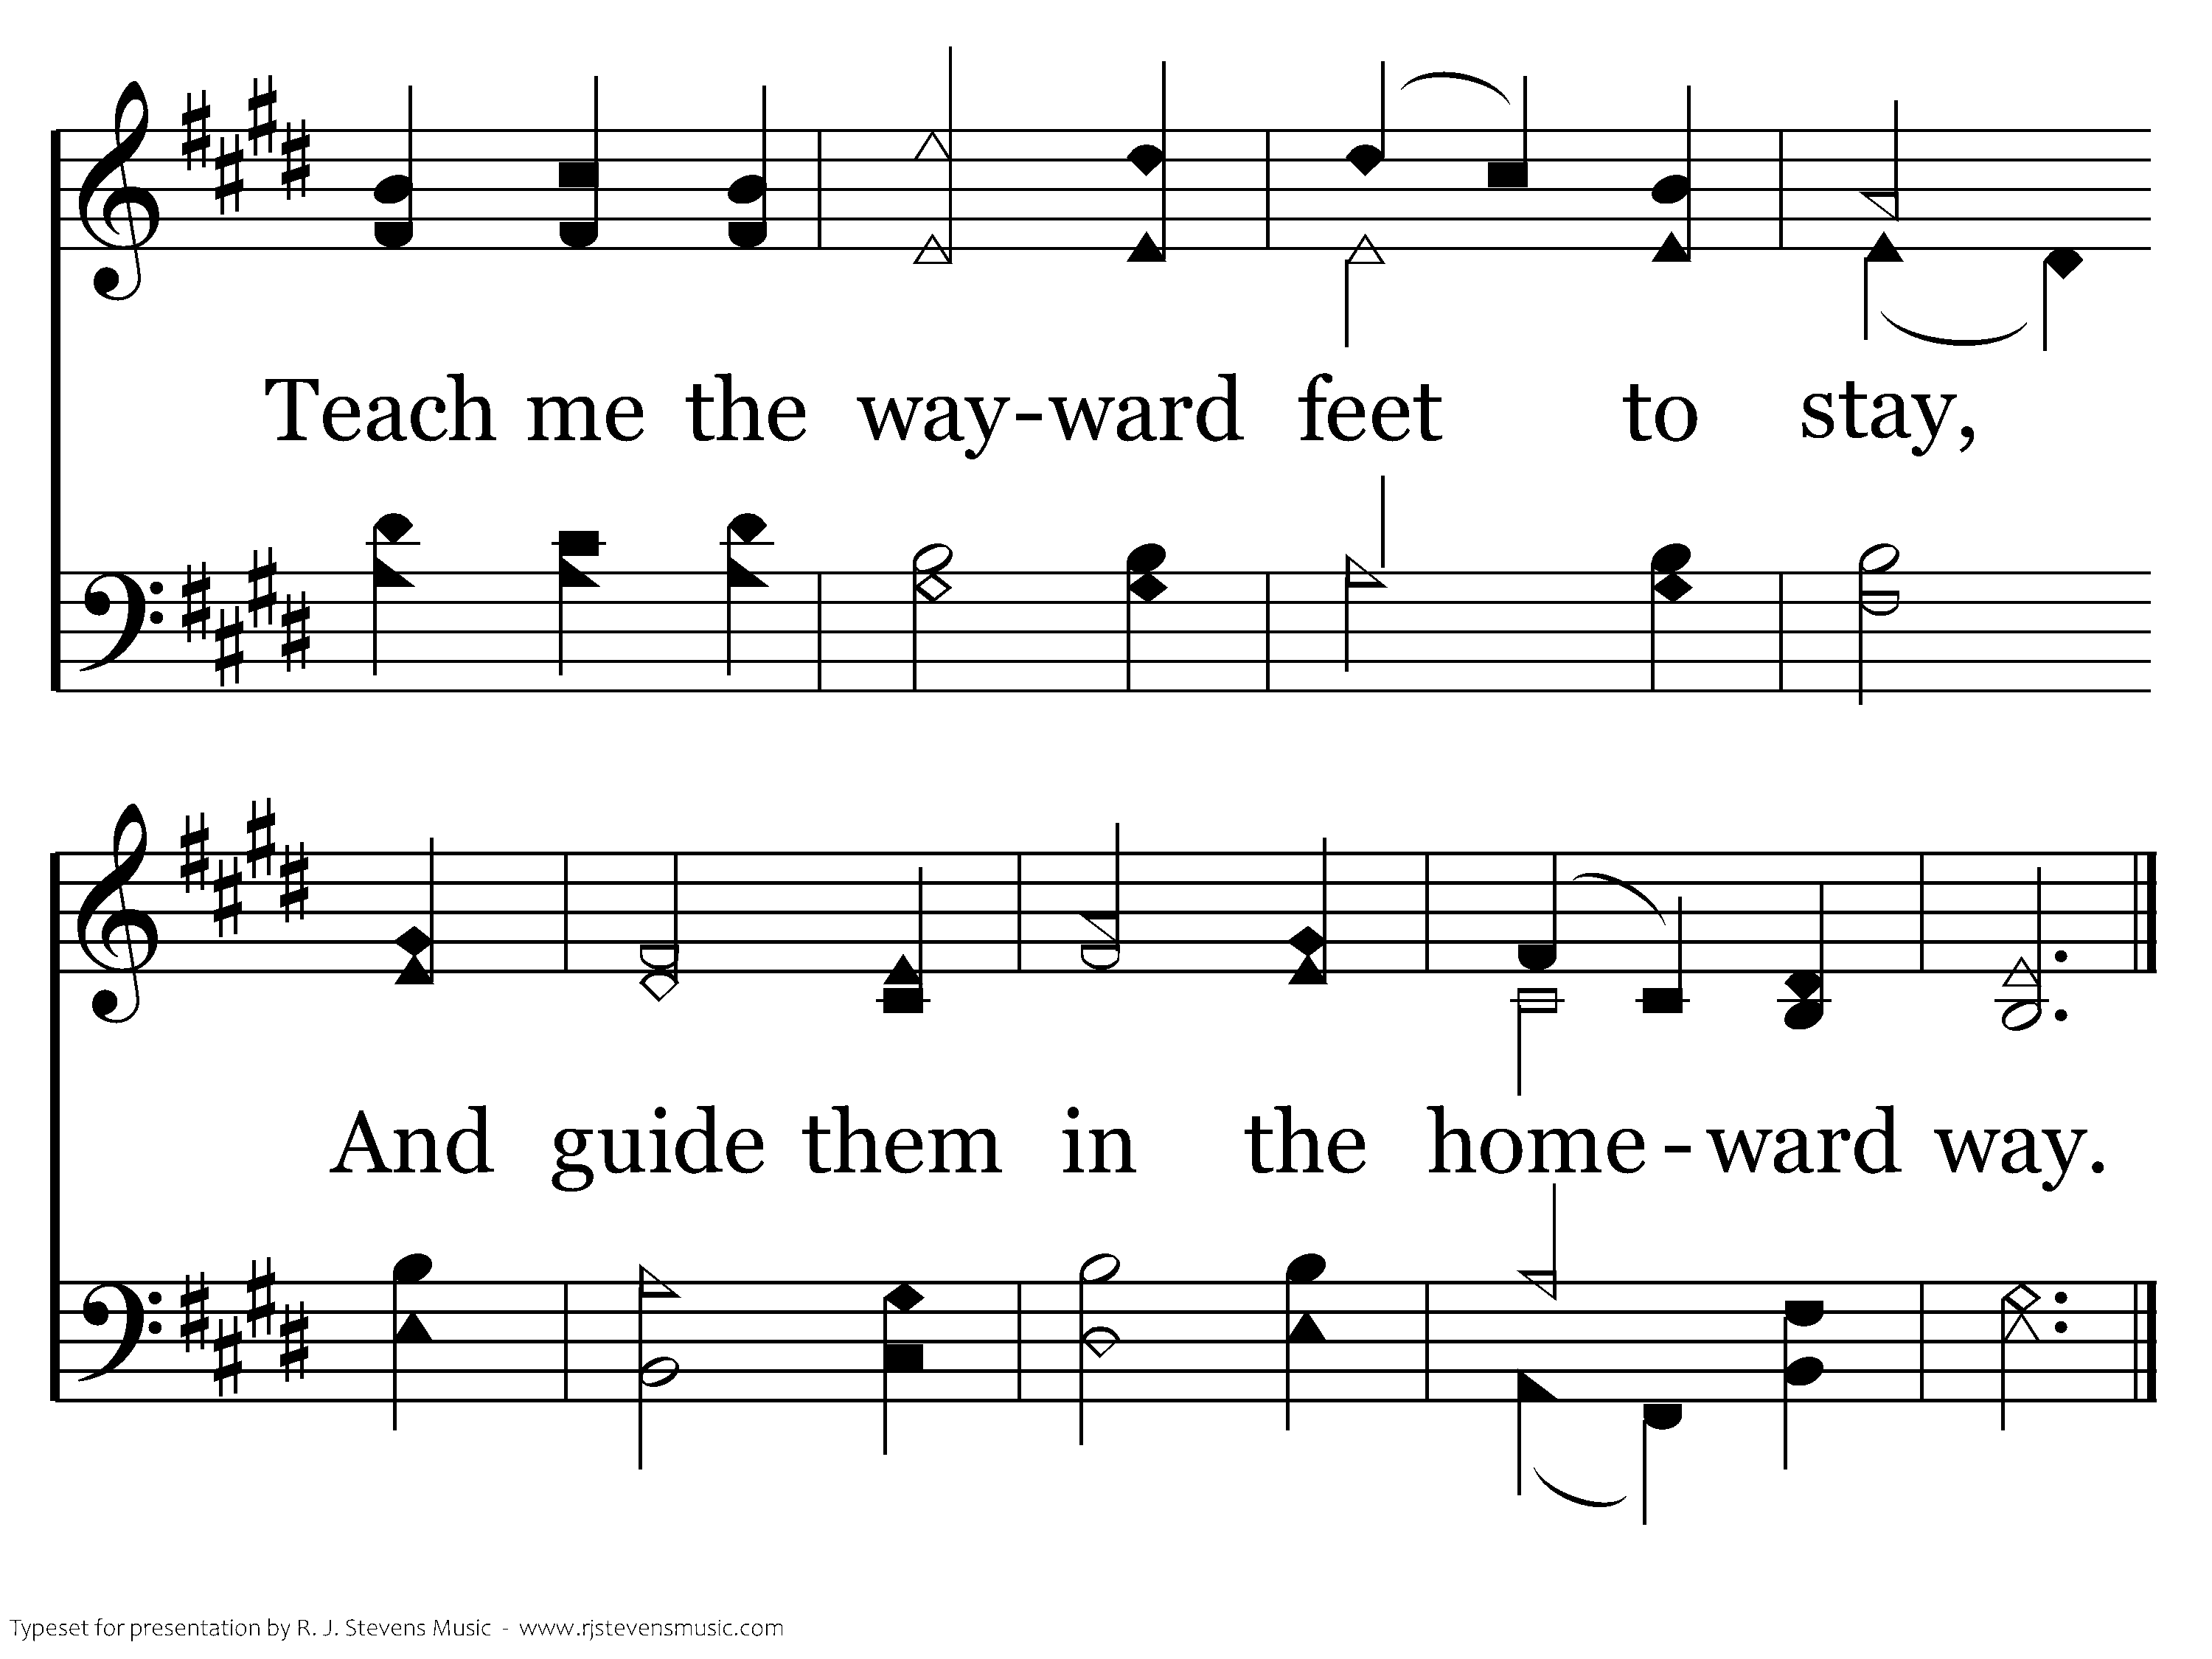 Teach me the way-ward feet to stay,
And guide them in the home-ward way.
Typeset for presentation by R. J. Stevens Music - www.rjstevensmusic.com